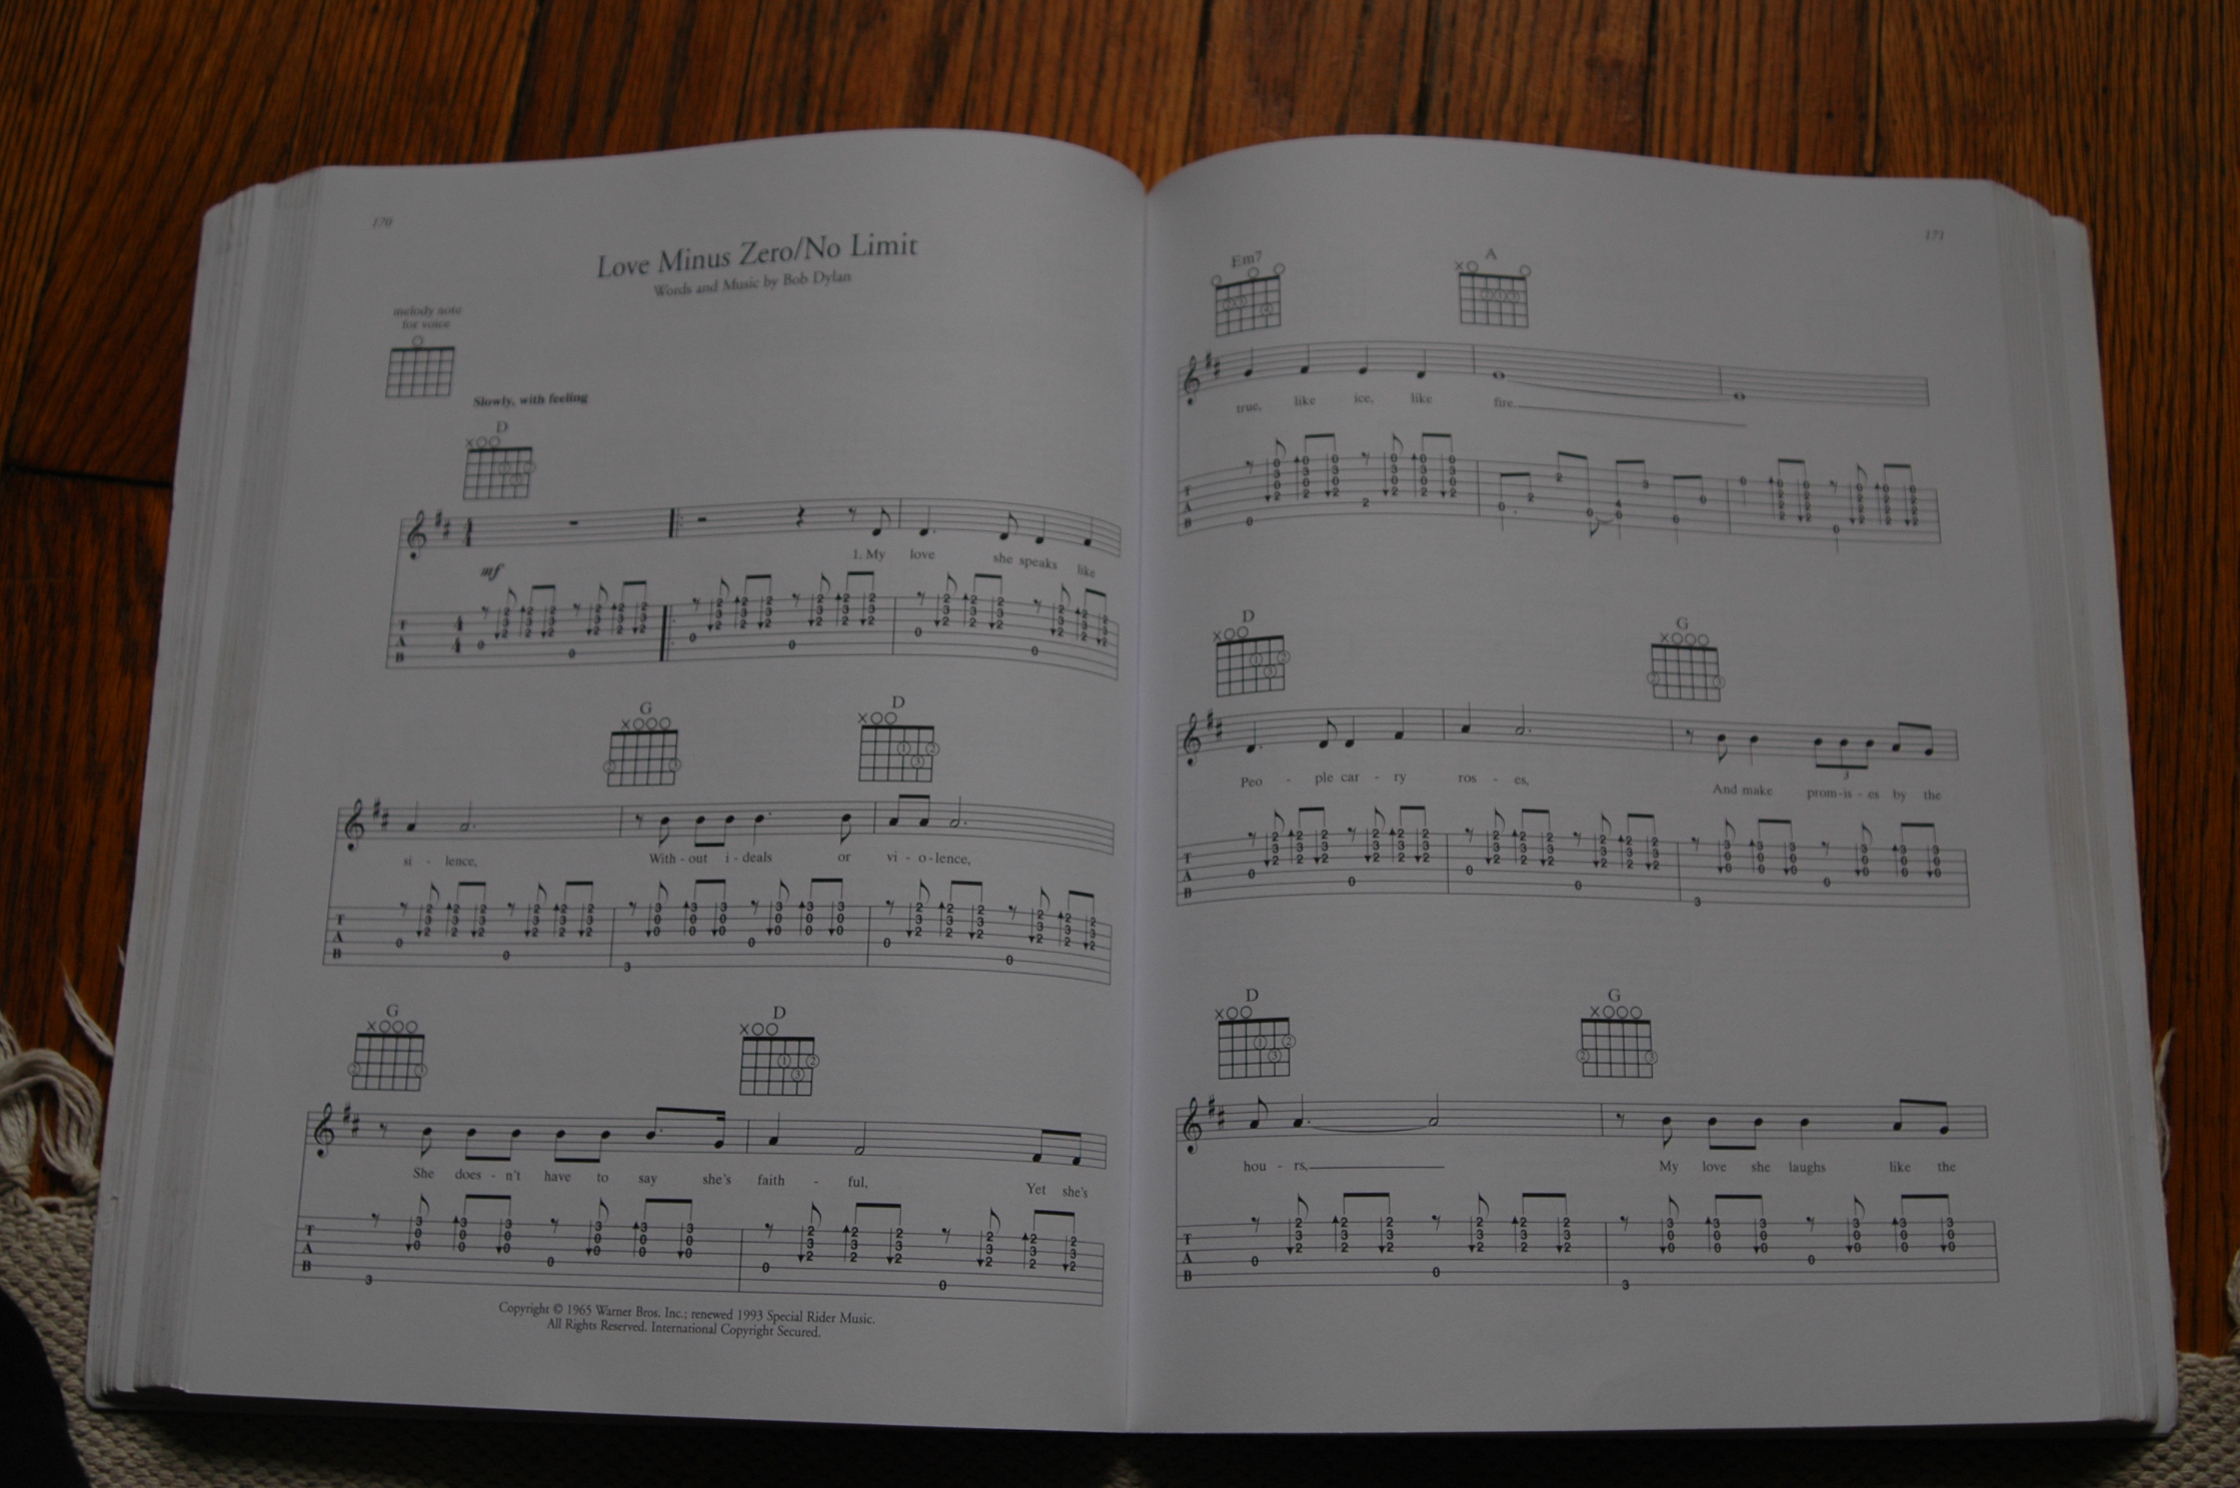 170
Love Minus Zero/No Limit
Words and Music by Bob Dylan
melody note
for voice
Slowly, with feeling
D
mf
1. My love she speaks like
T
A
B
G D
si - lence, With - out i - deals or vi - o - lence,
T
A
B
G D
She does - n't have to say she's faith - ful, Yet she's
T
A
B
Copyright © 1965 Warner Bros. Inc.; renewed 1993 Special Rider Music.
All Rights Reserved. International Copyright Secured.
171
Em7 A
true, like ice, like fire.
T
A
B
D G
Peo - ple car - ry ros - es, And make prom - is - es by the
T
A
B
D G
hou - rs, My love she laughs like the
T
A
B